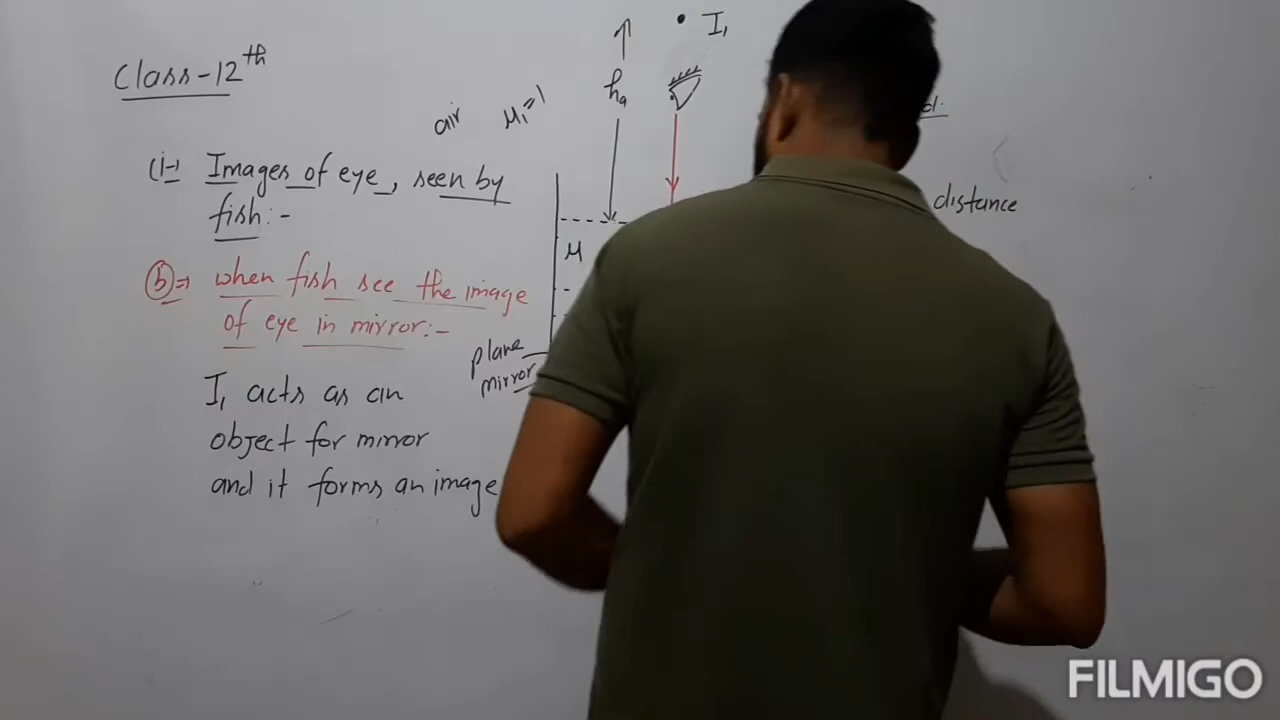 Class-12th
(i-) Images of eye, seen by
fish:-
(b)⇒ when fish see the image
of eye in mirror:-
I₁ acts as an
object for mirror
and it forms an image
air μ₁=1
hₐ
I₁
μ
plane
mirror
d:
distance
FILMIGO